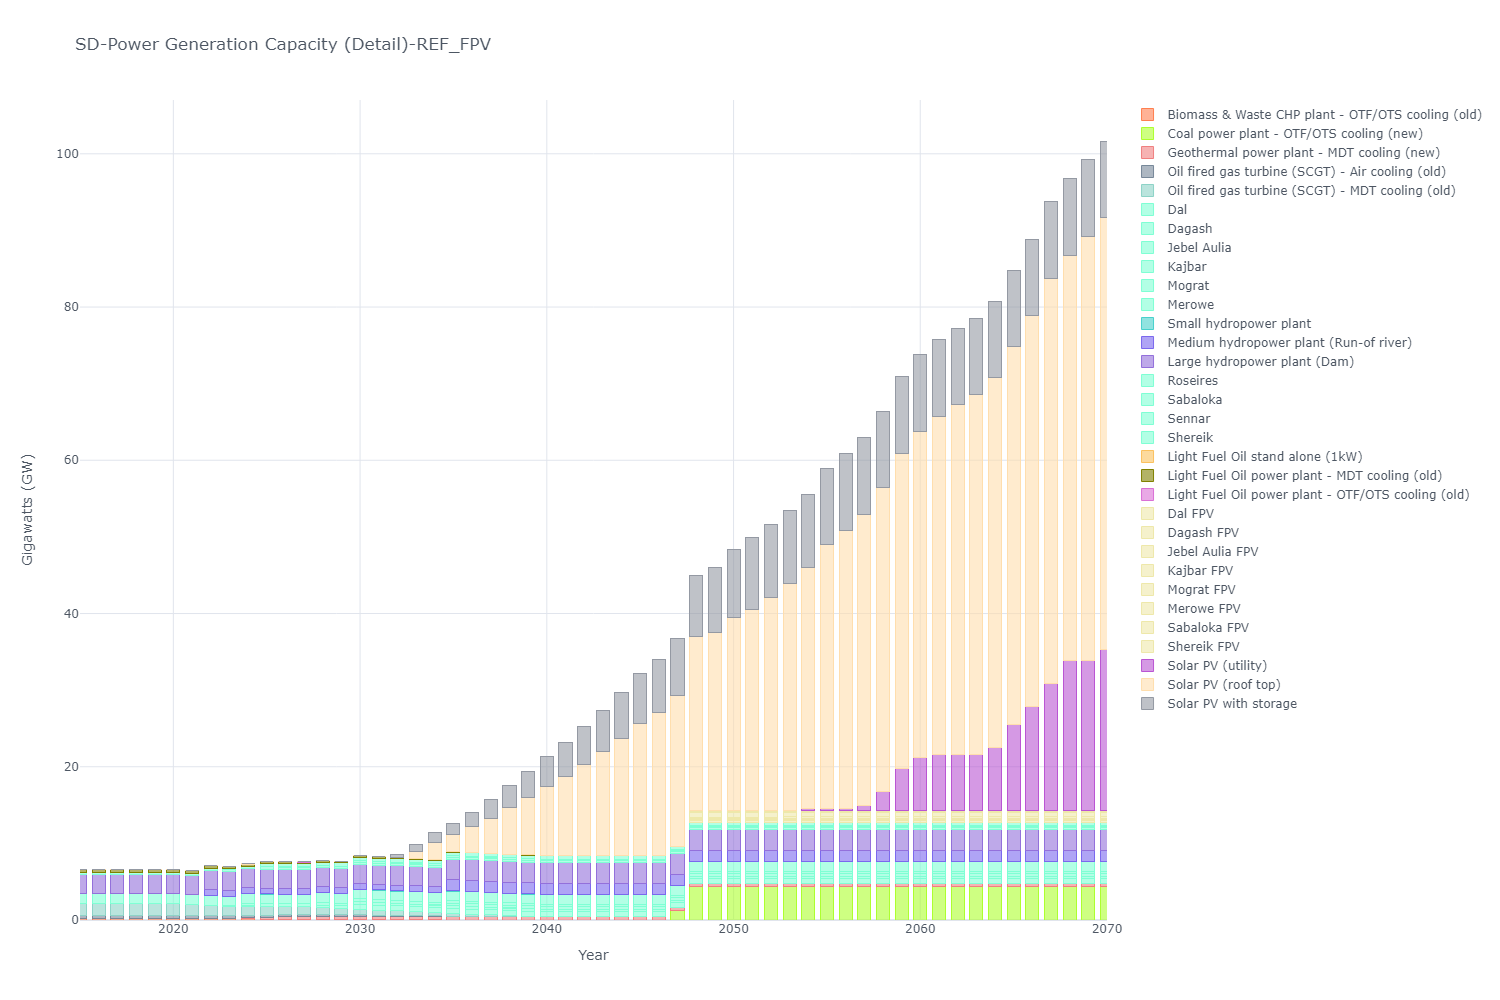 SD-Power Generation Capacity (Detail)-REF_FPV
Biomass & Waste CHP plant - OTF/OTS cooling (old)
Coal power plant - OTF/OTS cooling (new)
Geothermal power plant - MDT cooling (new)
Oil fired gas turbine (SCGT) - Air cooling (old)
Oil fired gas turbine (SCGT) - MDT cooling (old)
Dal
Dagash
Jebel Aulia
Kajbar
Mograt
Merowe
Small hydropower plant
Medium hydropower plant (Run-of river)
Large hydropower plant (Dam)
Roseires
Sabaloka
Sennar
Shereik
Light Fuel Oil stand alone (1kW)
Light Fuel Oil power plant - MDT cooling (old)
Light Fuel Oil power plant - OTF/OTS cooling (old)
Dal FPV
Dagash FPV
Jebel Aulia FPV
Kajbar FPV
Mograt FPV
Merowe FPV
Sabaloka FPV
Shereik FPV
Solar PV (utility)
Solar PV (roof top)
Solar PV with storage
100
80
60
40
20
0
Gigawatts (GW)
2020
2030
2040
2050
2060
2070
Year